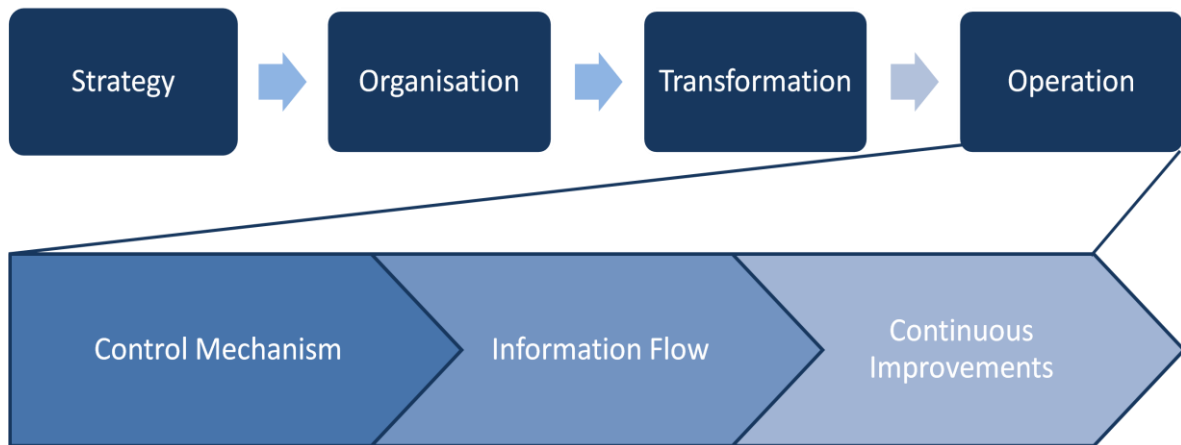 Strategy
Organisation
Transformation
Operation
Control Mechanism
Information Flow
Continuous
Improvements